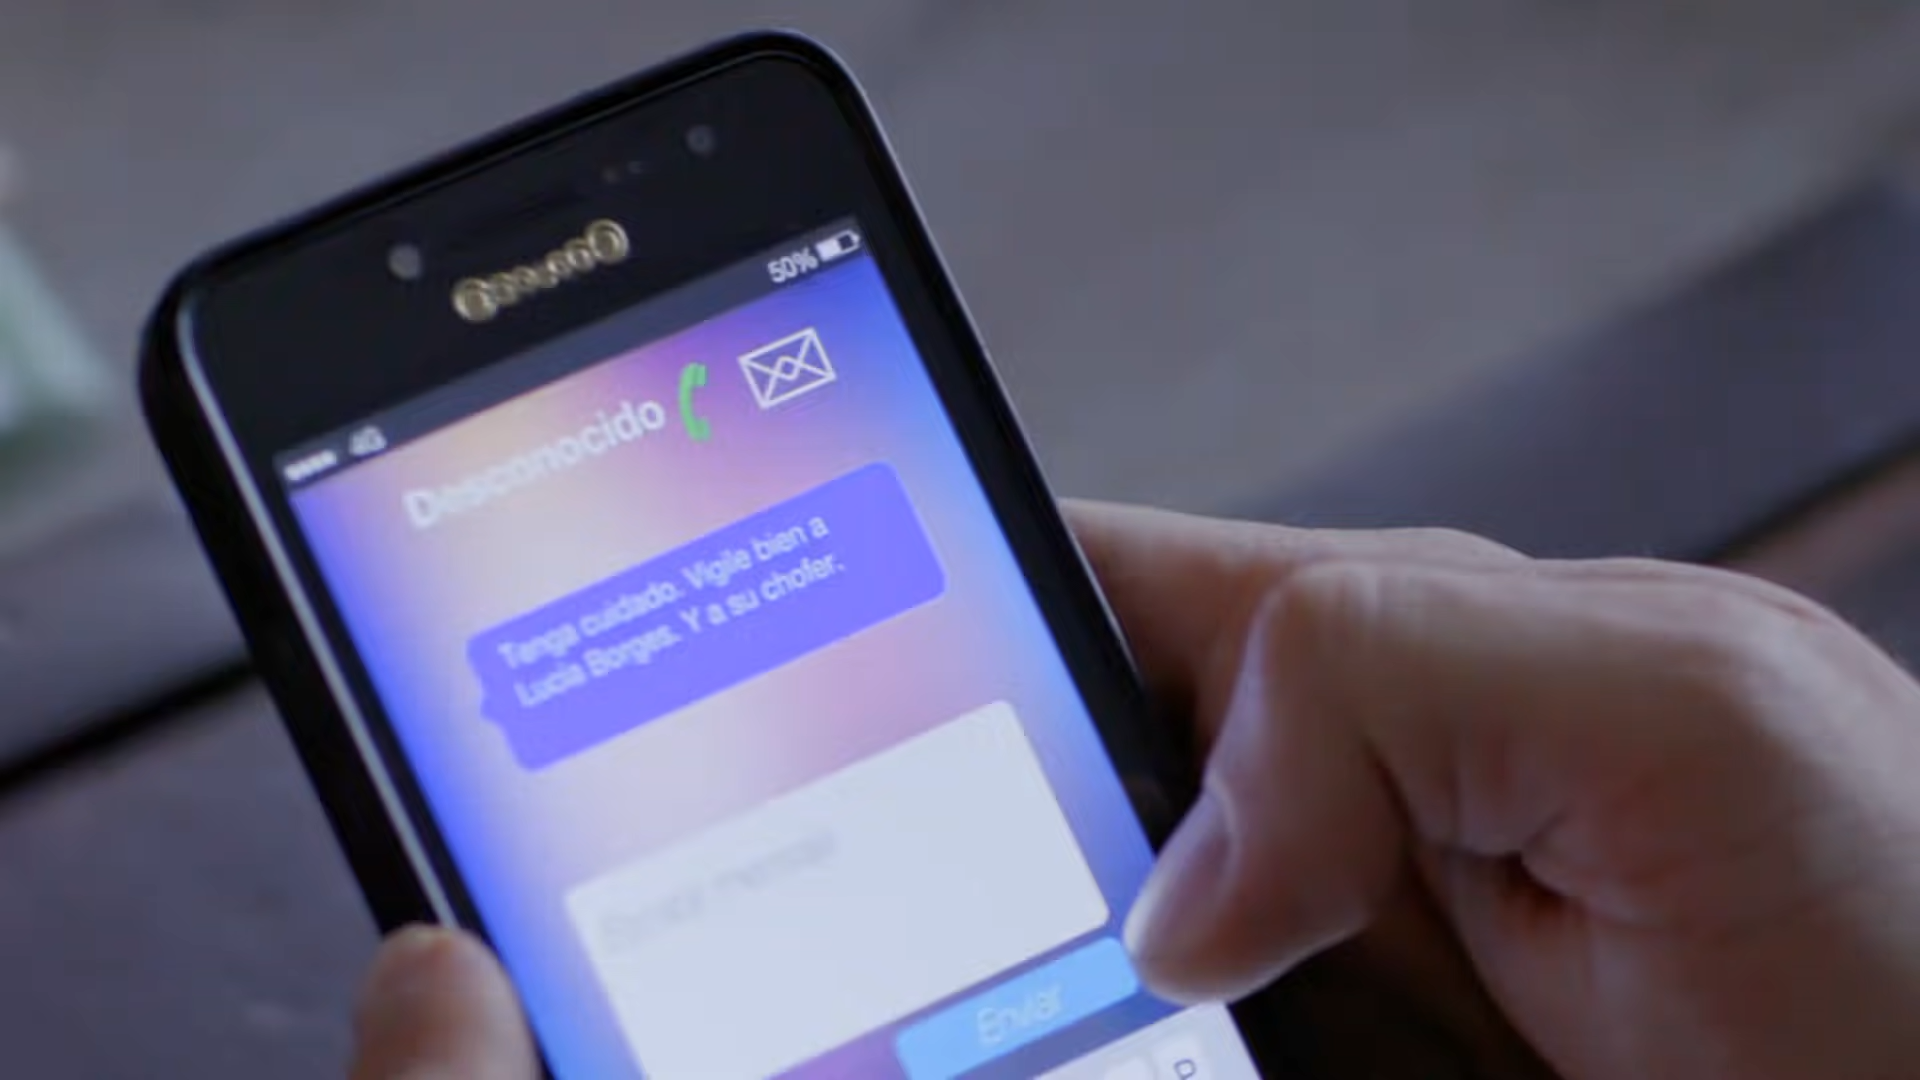 4G 50%
Desconocido
Tenga cuidado. Vigile bien a
Lucía Borges. Y a su chofer.
Enviar
P